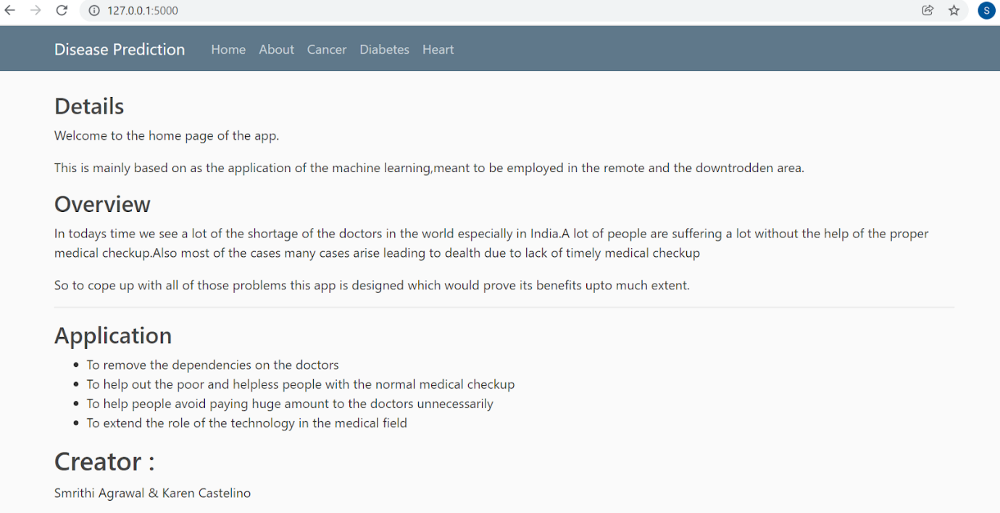 127.0.0.1:5000
S
Disease Prediction Home About Cancer Diabetes Heart
Details
Welcome to the home page of the app.
This is mainly based on as the application of the machine learning,meant to be employed in the remote and the downtrodden area.
Overview
In todays time we see a lot of the shortage of the doctors in the world especially in India.A lot of people are suffering a lot without the help of the proper
medical checkup.Also most of the cases many cases arise leading to dealth due to lack of timely medical checkup
So to cope up with all of those problems this app is designed which would prove its benefits upto much extent.
Application
• To remove the dependencies on the doctors
• To help out the poor and helpless people with the normal medical checkup
• To help people avoid paying huge amount to the doctors unnecessarily
• To extend the role of the technology in the medical field
Creator :
Smrithi Agrawal & Karen Castelino